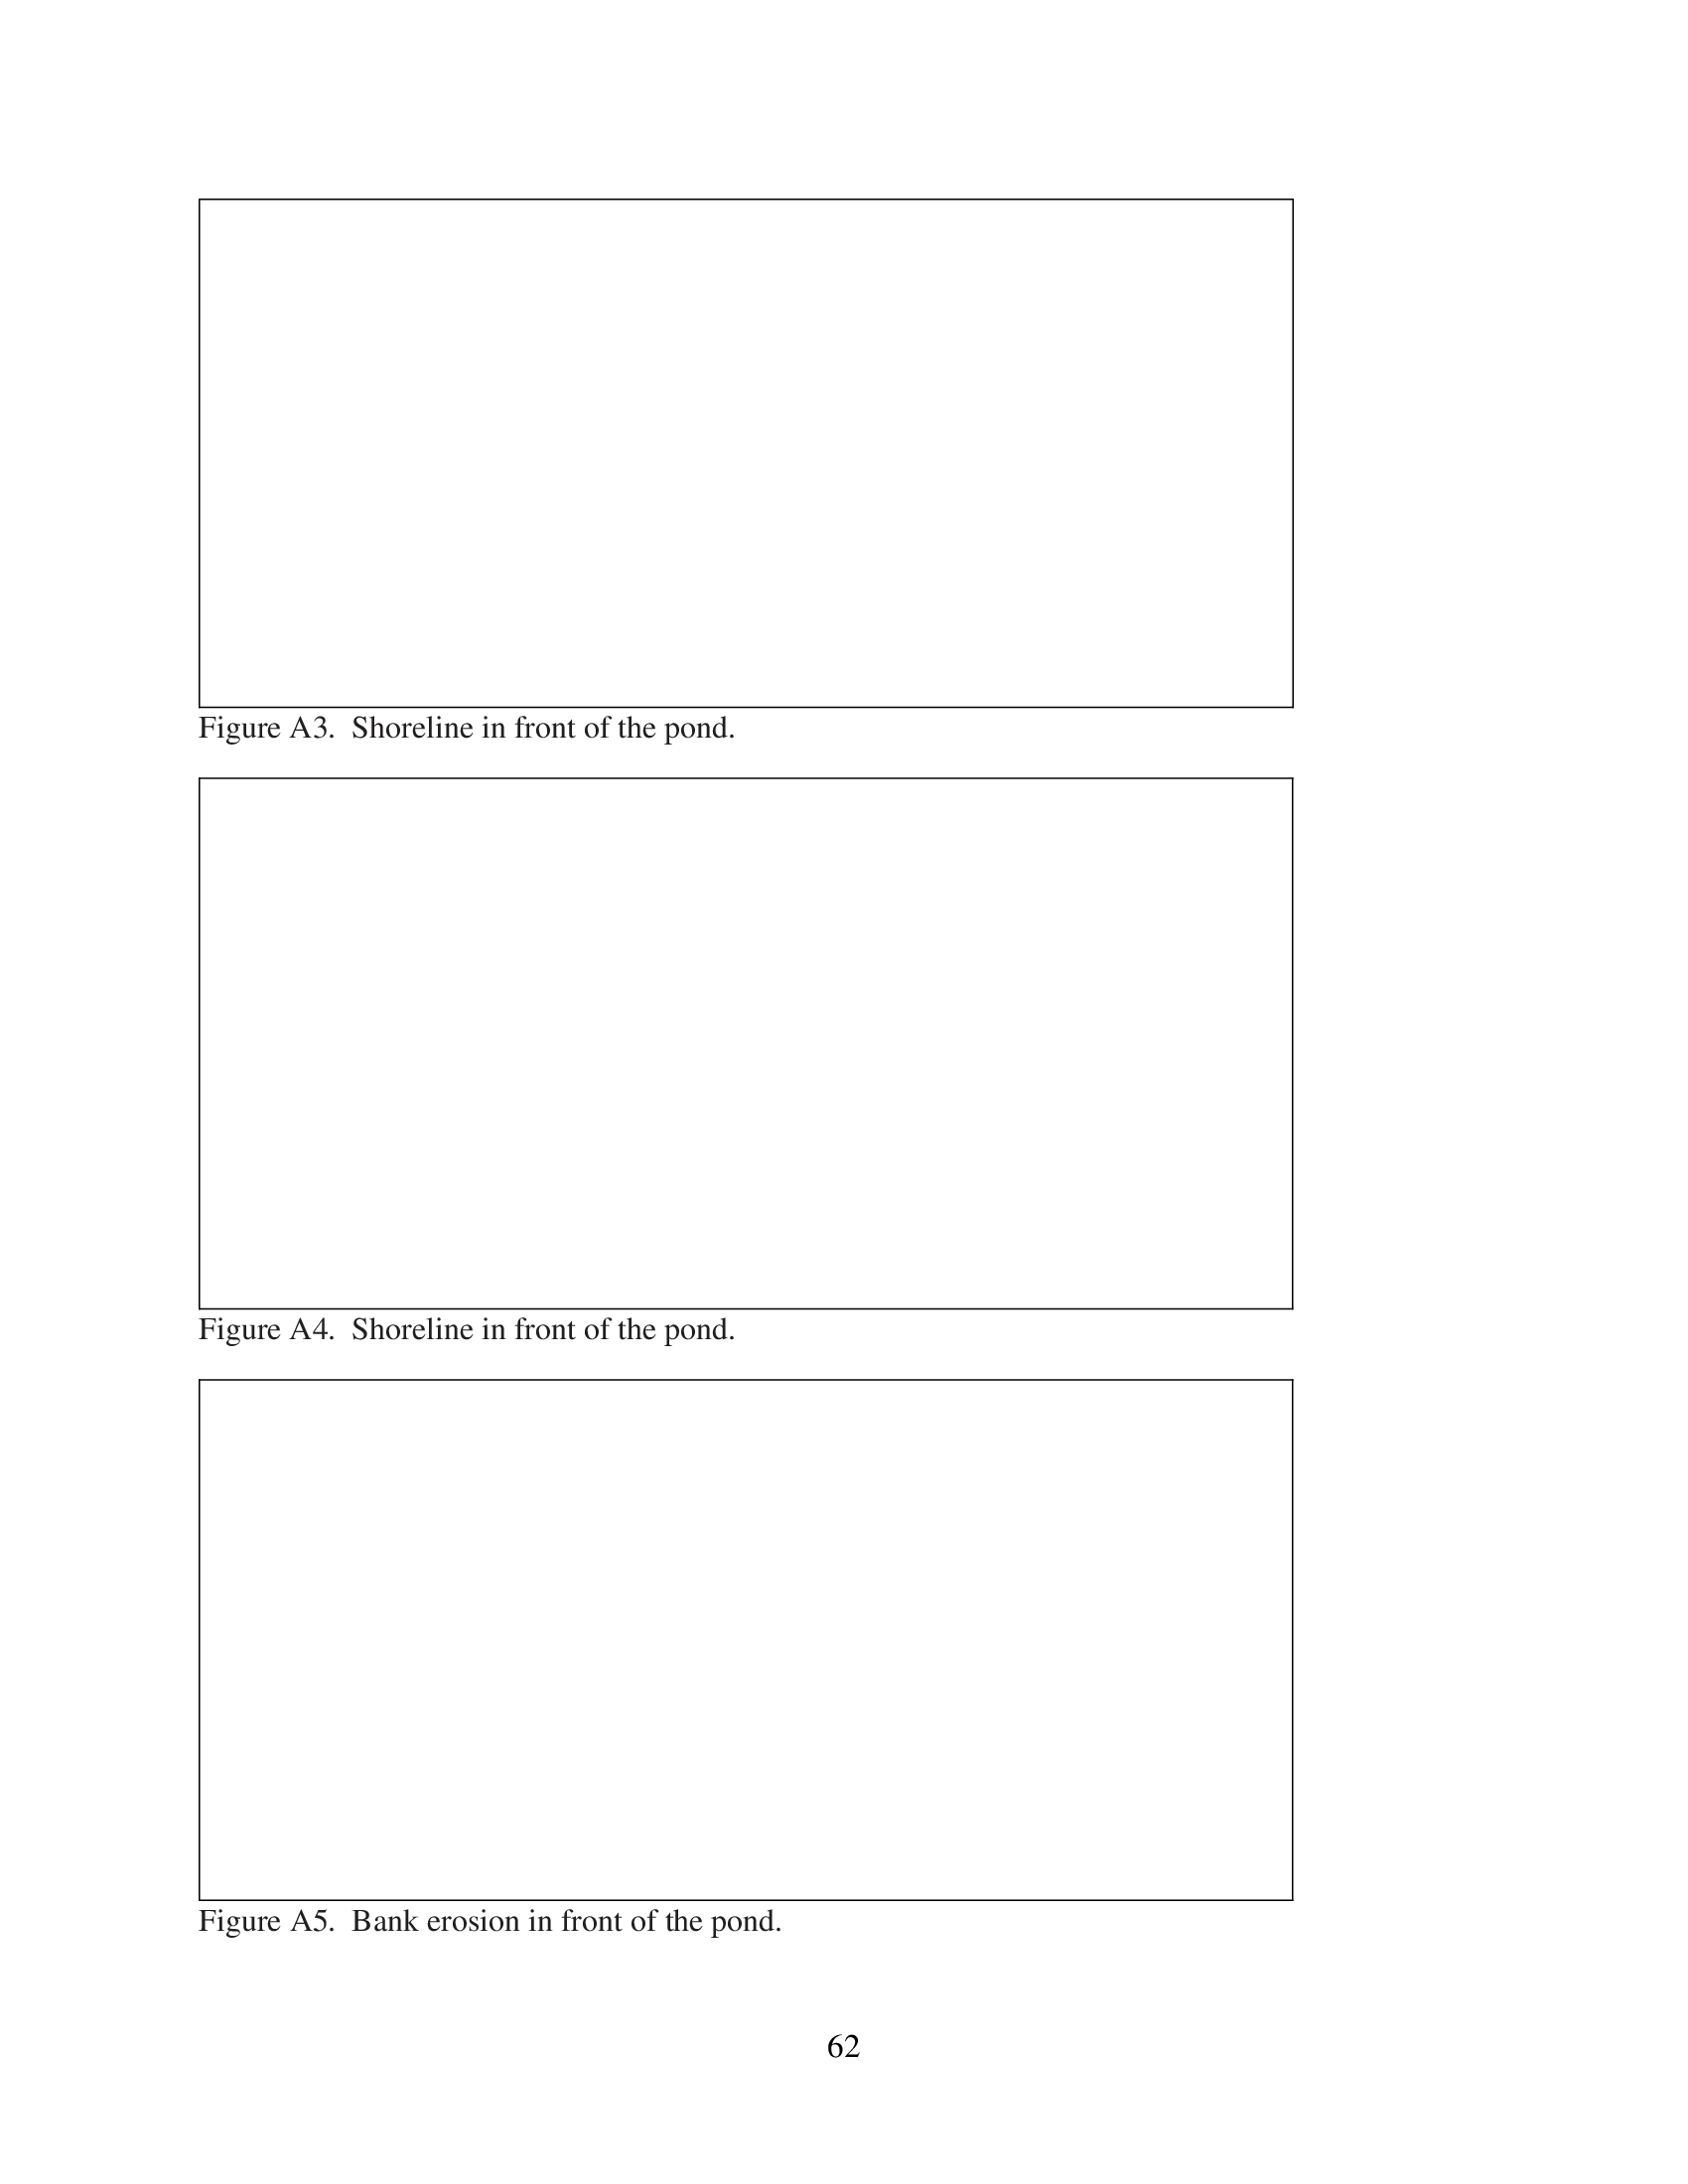 Figure A3.  Shoreline in front of the pond.
Figure A4.  Shoreline in front of the pond.
Figure A5.  Bank erosion in front of the pond.
62